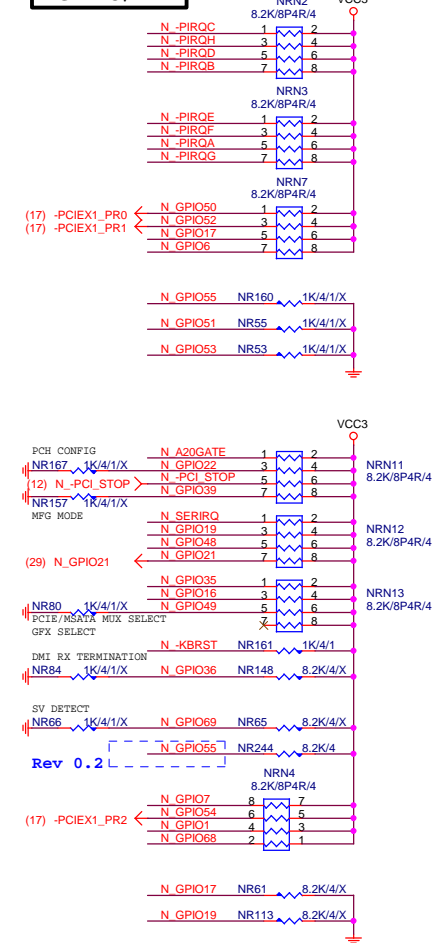 NRN2
8.2K/8P4R/4
N_-PIRQC 1 2
N_-PIRQH 3 4
N_-PIRQD 5 6
N_-PIRQB 7 8
NRN3
8.2K/8P4R/4
N_-PIRQE 1 2
N_-PIRQF 3 4
N_-PIRQA 5 6
N_-PIRQG 7 8
NRN7
8.2K/8P4R/4
(17) -PCIEX1_PR0 N_GPIO50 1 2
(17) -PCIEX1_PR1 N_GPIO52 3 4
N_GPIO17 5 6
N_GPIO6 7 8
N_GPIO55 NR160 1K/4/1/X
N_GPIO51 NR55 1K/4/1/X
N_GPIO53 NR53 1K/4/1/X
VCC3
PCH CONFIG N_A20GATE 1 2
NR167 1K/4/1/X N_GPIO22 3 4 NRN11
(12) N_-PCI_STOP N_-PCI_STOP 5 6 8.2K/8P4R/4
NR157 1K/4/1/X N_GPIO39 7 8
MFG MODE
N_SERIRQ 1 2
N_GPIO19 3 4 NRN12
N_GPIO48 5 6 8.2K/8P4R/4
(29) N_GPIO21 N_GPIO21 7 8
N_GPIO35 1 2
N_GPIO16 3 4 NRN13
NR80 1K/4/1/X N_GPIO49 5 6 8.2K/8P4R/4
PCIE/MSATA MUX SELECT 7 8
GFX SELECT
N_-KBRST NR161 1K/4/1
DMI RX TERMINATION
NR84 1K/4/1/X N_GPIO36 NR148 8.2K/4/X
SV DETECT
NR66 1K/4/1/X N_GPIO69 NR65 8.2K/4/X
N_GPIO55 NR244 8.2K/4
Rev 0.2
NRN4
8.2K/8P4R/4
N_GPIO7 8 7
(17) -PCIEX1_PR2 N_GPIO54 6 5
N_GPIO1 4 3
N_GPIO68 2 1
N_GPIO17 NR61 8.2K/4/X
N_GPIO19 NR113 8.2K/4/X